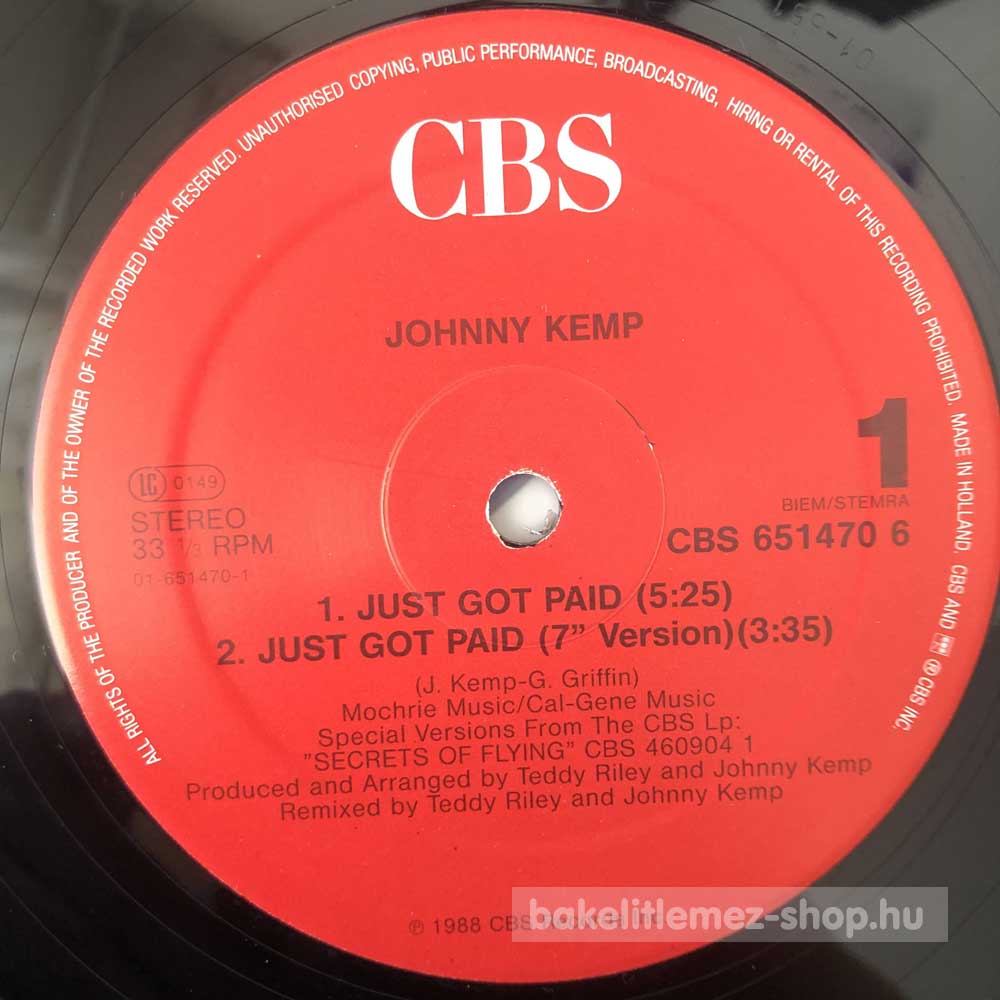 ALL RIGHTS OF THE PRODUCER AND OF THE OWNER OF THE RECORDED WORK RESERVED. UNAUTHORISED COPYING, PUBLIC PERFORMANCE, BROADCASTING, HIRING OR RENTAL OF THIS RECORDING PROHIBITED. MADE IN HOLLAND. CBS AND ℗ CBS INC.
CBS
JOHNNY KEMP
1
LC 0149
STEREO
33 1/3 RPM
01-651470-1
BIEM/STEMRA
CBS 651470 6
1. JUST GOT PAID (5:25)
2. JUST GOT PAID (7" Version)(3:35)
(J. Kemp-G. Griffin)
Mochrie Music/Cal-Gene Music
Special Versions From The CBS Lp:
"SECRETS OF FLYING" CBS 460904 1
Produced and Arranged by Teddy Riley and Johnny Kemp
Remixed by Teddy Riley and Johnny Kemp
℗ 1988 CBS Records Inc.
bakelitlemez-shop.hu